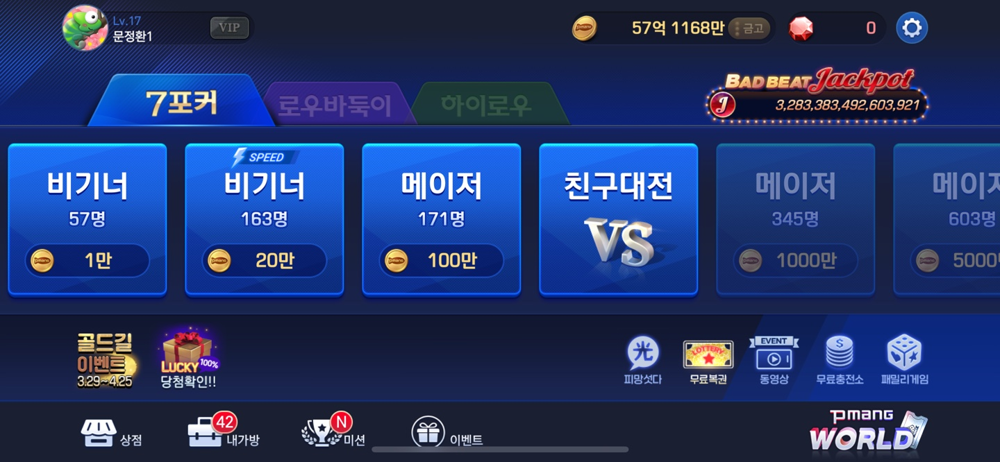 Lv.17
문정환1
VIP
57억 1168만
금고
0
7포커
로우바둑이
하이로우
BAD BEAT Jackpot
J
3,283,383,492,603,921
비기너
57명
1만
SPEED
비기너
163명
20만
메이저
171명
100만
친구대전
VS
메이저
345명
1000만
603명
골드길
이벤트
3.29~4.25
LUCKY 100%
당첨확인!!
光
피망섯다
LOTTERY
무료복권
EVENT
동영상
$
무료충전소
패밀리게임
상점
42
내가방
N
미션
이벤트
pmang
WORLD